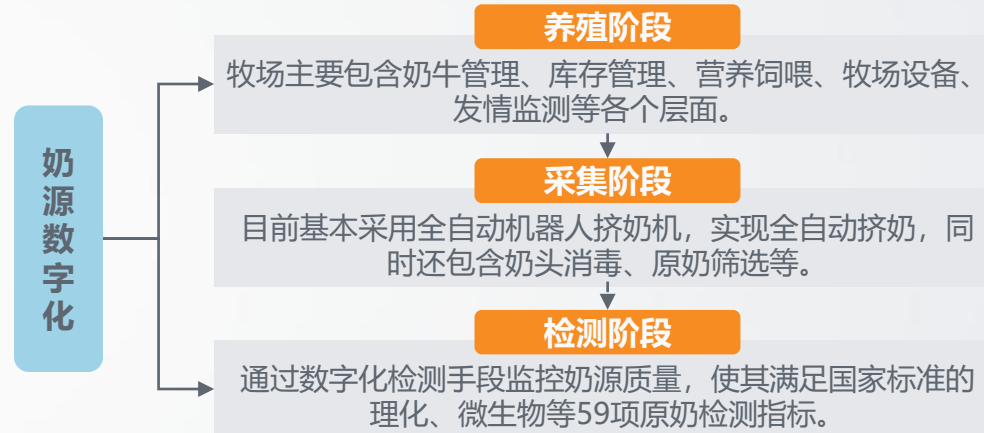 奶源数字化
养殖阶段
牧场主要包含奶牛管理、库存管理、营养饲喂、牧场设备、
发情监测等各个层面。
采集阶段
目前基本采用全自动机器人挤奶机，实现全自动挤奶，同
时还包含奶头消毒、原奶筛选等。
检测阶段
通过数字化检测手段监控奶源质量，使其满足国家标准的
理化、微生物等59项原奶检测指标。